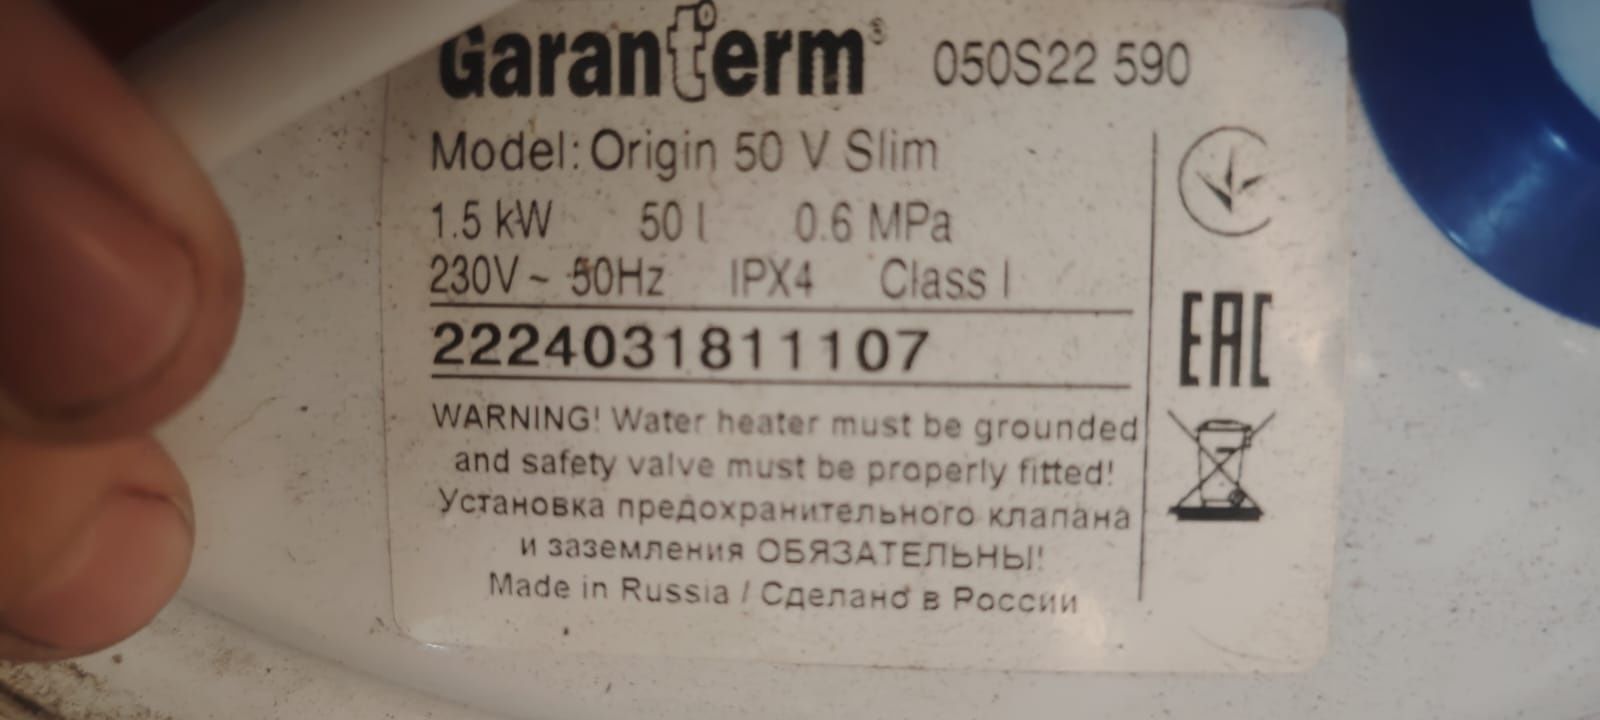 Garanterm® 050S22 590
Model: Origin 50 V Slim
1.5 kW 50 l 0.6 MPa
230V ~ 50Hz IPX4 Class I
2224031811107
EAC
WARNING! Water heater must be grounded
and safety valve must be properly fitted!
Установка предохранительного клапана
и заземления ОБЯЗАТЕЛЬНЫ!
Made in Russia / Сделано в России